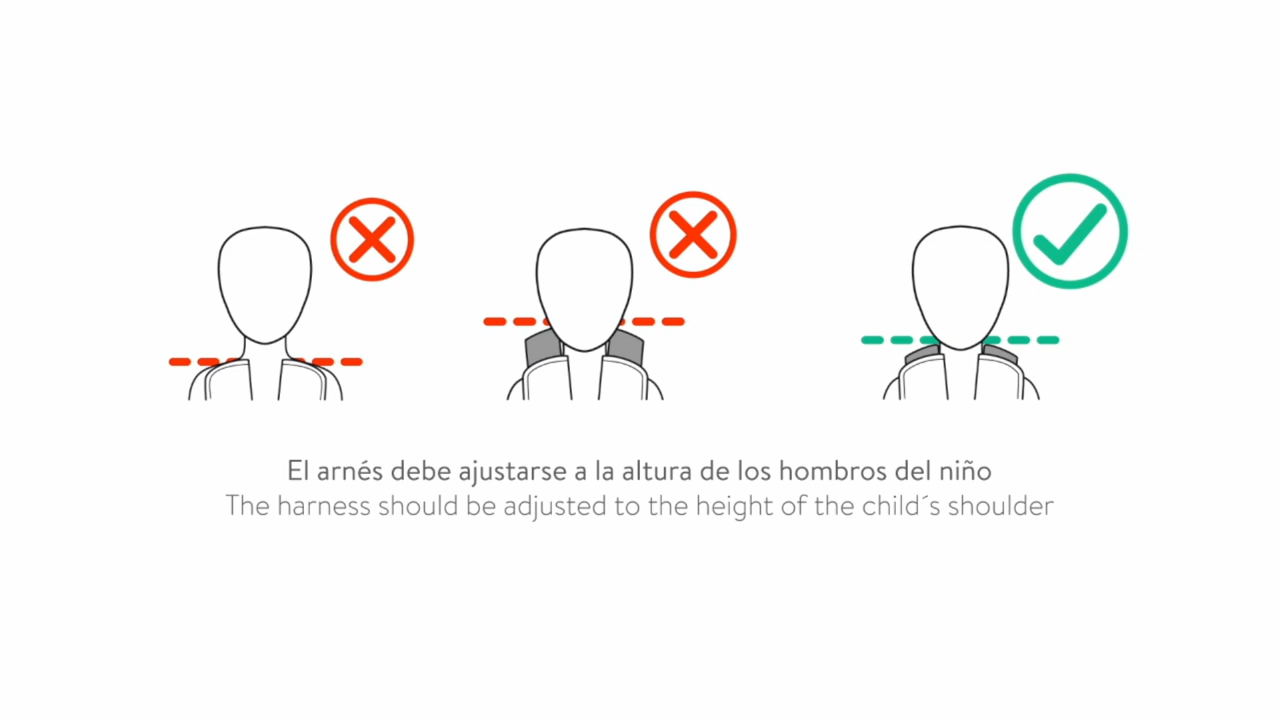 El arnés debe ajustarse a la altura de los hombros del niño
The harness should be adjusted to the height of the child´s shoulder